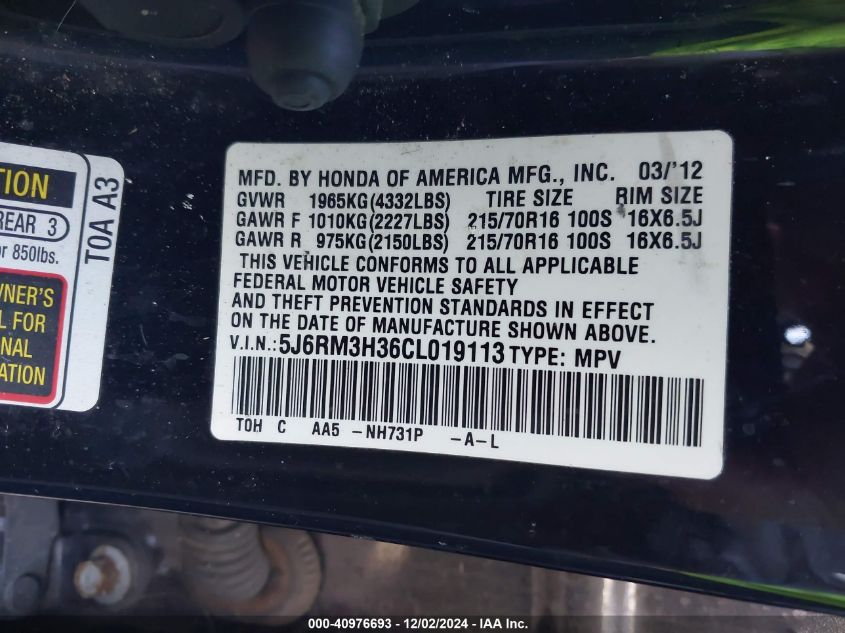 TION
REAR 3
or 850lbs.
TOA A3
WNER'S
L FOR
NAL
ATION
MFD. BY HONDA OF AMERICA MFG., INC. 03/'12
GVWR 1965KG(4332LBS) TIRE SIZE RIM SIZE
GAWR F 1010KG(2227LBS) 215/70R16 100S 16X6.5J
GAWR R 975KG(2150LBS) 215/70R16 100S 16X6.5J
THIS VEHICLE CONFORMS TO ALL APPLICABLE
FEDERAL MOTOR VEHICLE SAFETY
AND THEFT PREVENTION STANDARDS IN EFFECT
ON THE DATE OF MANUFACTURE SHOWN ABOVE.
V.I.N.: 5J6RM3H36CL019113 TYPE: MPV
TOH C AA5 -NH731P -A-L
000-40976693 - 12/02/2024 - IAA Inc.